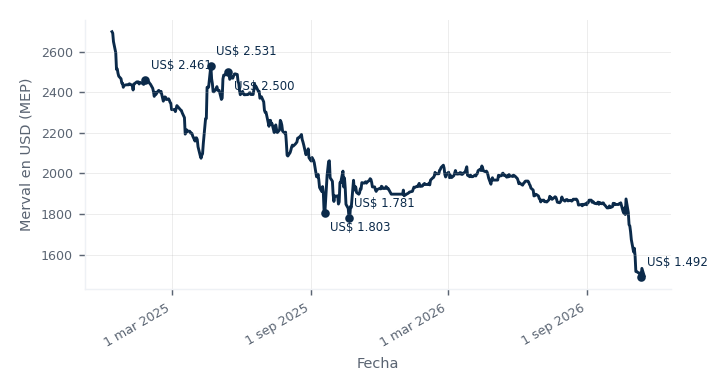 Merval en USD (MEP)
2600
2400
2200
2000
1800
1600
US$ 2.461
US$ 2.531
US$ 2.500
US$ 1.803
US$ 1.781
US$ 1.492
1 mar 2025
1 sep 2025
1 mar 2026
1 sep 2026
Fecha